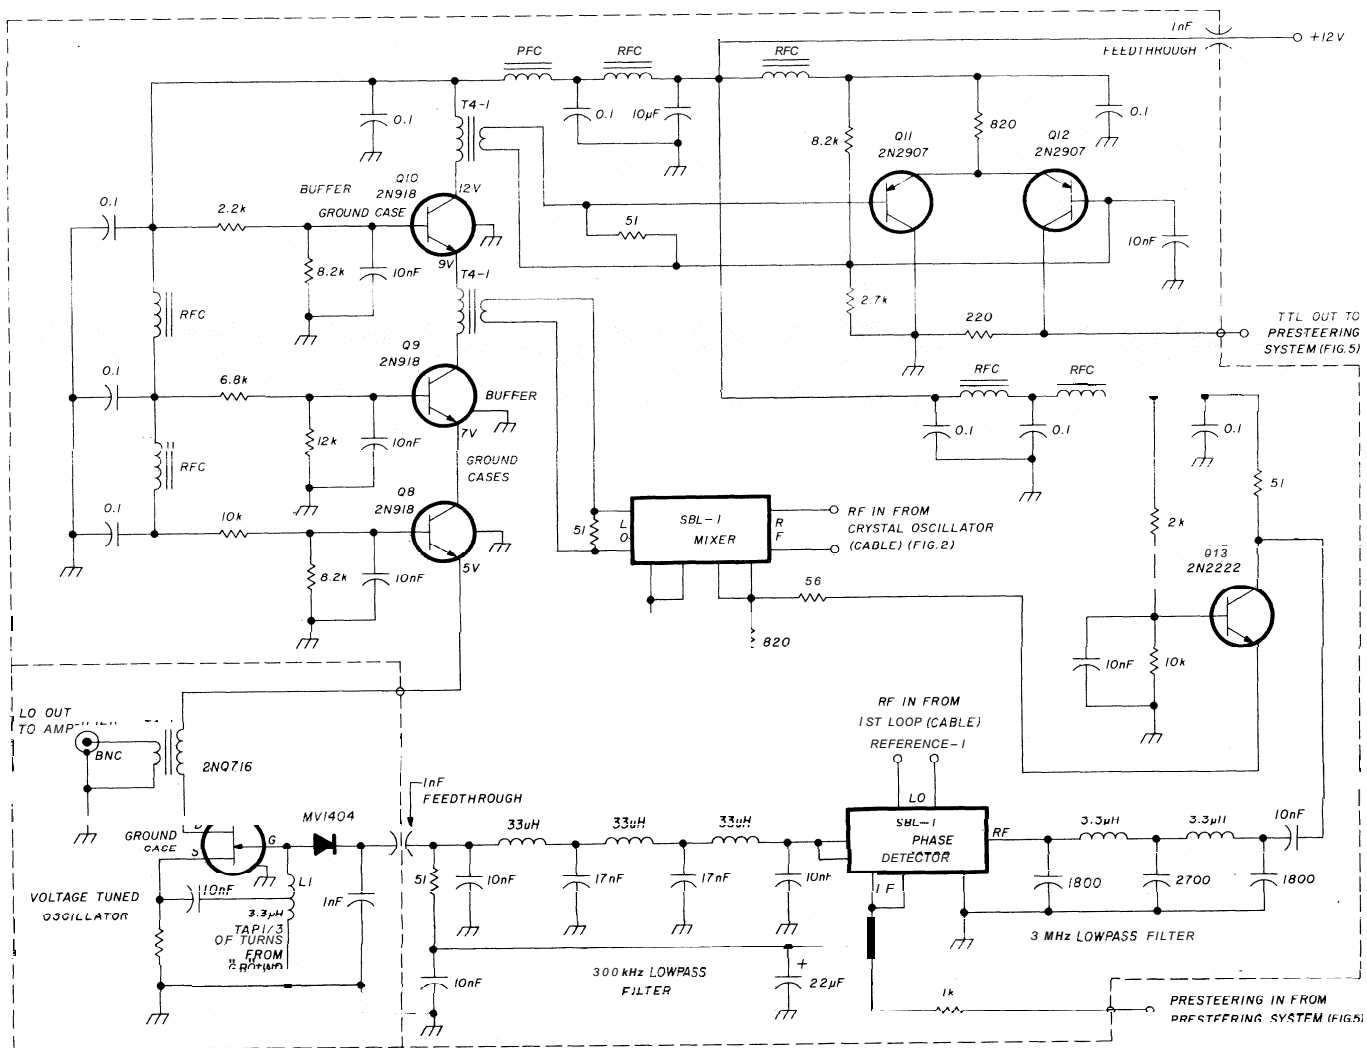 1nF
FEEDTHROUGH
+12V
PFC
RFC
RFC
0.1
T4-1
0.1
10µF
8.2k
820
0.1
Q11
2N2907
Q12
2N2907
BUFFER
Q10
2N918
12V
GROUND CASE
0.1
2.2k
51
8.2k
10nF
9V
T4-1
10nF
RFC
2.7k
220
TTL OUT TO
PRESTEERING
SYSTEM (FIG.5)
Q9
2N918
0.1
6.8k
BUFFER
RFC
RFC
7V
12k
10nF
0.1
0.1
0.1
RFC
GROUND
CASES
Q8
2N918
51
0.1
10k
51
L
O
SBL-1
MIXER
R
F
RF IN FROM
CRYSTAL OSCILLATOR
(CABLE) (FIG.2)
2k
Q13
2N2222
8.2k
10nF
5V
56
820
10nF
10k
LO OUT
TO AMP
BNC
2NQ716
RF IN FROM
1ST LOOP (CABLE)
REFERENCE-1
1nF
FEEDTHROUGH
MV1404
GROUND
CASE
S
G
33uH
33uH
33uH
LO
SBL-1
PHASE
DETECTOR
RF
IF
3.3µH
3.3µH
10nF
VOLTAGE TUNED
OSCILLATOR
10nF
L1
3.3µH
TAP 1/3
OF TURNS
FROM
1nF
51
10nF
17nF
17nF
10nF
1800
2700
1800
3 MHz LOWPASS FILTER
10nF
300kHz LOWPASS
FILTER
+
22µF
1k
PRESTEERING IN FROM
PRESTEERING SYSTEM (FIG5)